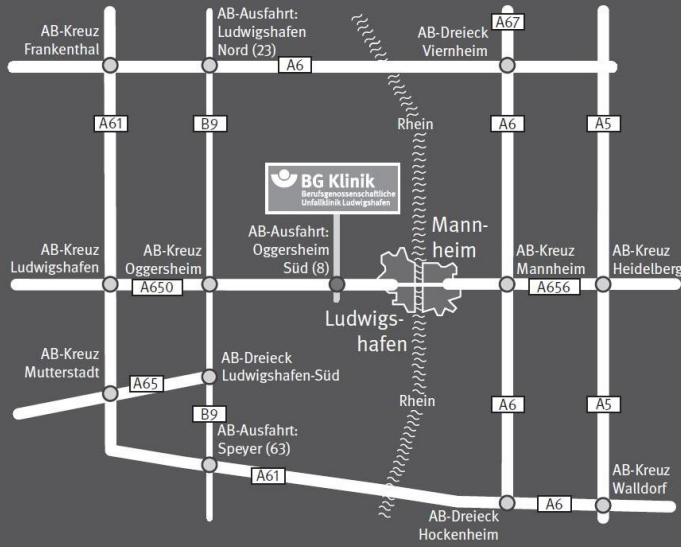 AB-Kreuz
Frankenthal
AB-Ausfahrt:
Ludwigshafen
Nord (23)
A67
AB-Dreieck
Viernheim
A6
A61
B9
Rhein
A6
A5
BG Klinik
Berufsgenossenschaftliche
Unfallklinik Ludwigshafen
AB-Kreuz
Ludwigshafen
AB-Kreuz
Oggersheim
AB-Ausfahrt:
Oggersheim
Süd (8)
Mann-
heim
AB-Kreuz
Mannheim
AB-Kreuz
Heidelberg
A650
A656
Ludwigs-
hafen
AB-Kreuz
Mutterstadt
A65
AB-Dreieck
Ludwigshafen-Süd
B9
Rhein
A6
A5
AB-Ausfahrt:
Speyer (63)
A61
AB-Kreuz
Walldorf
A6
AB-Dreieck
Hockenheim